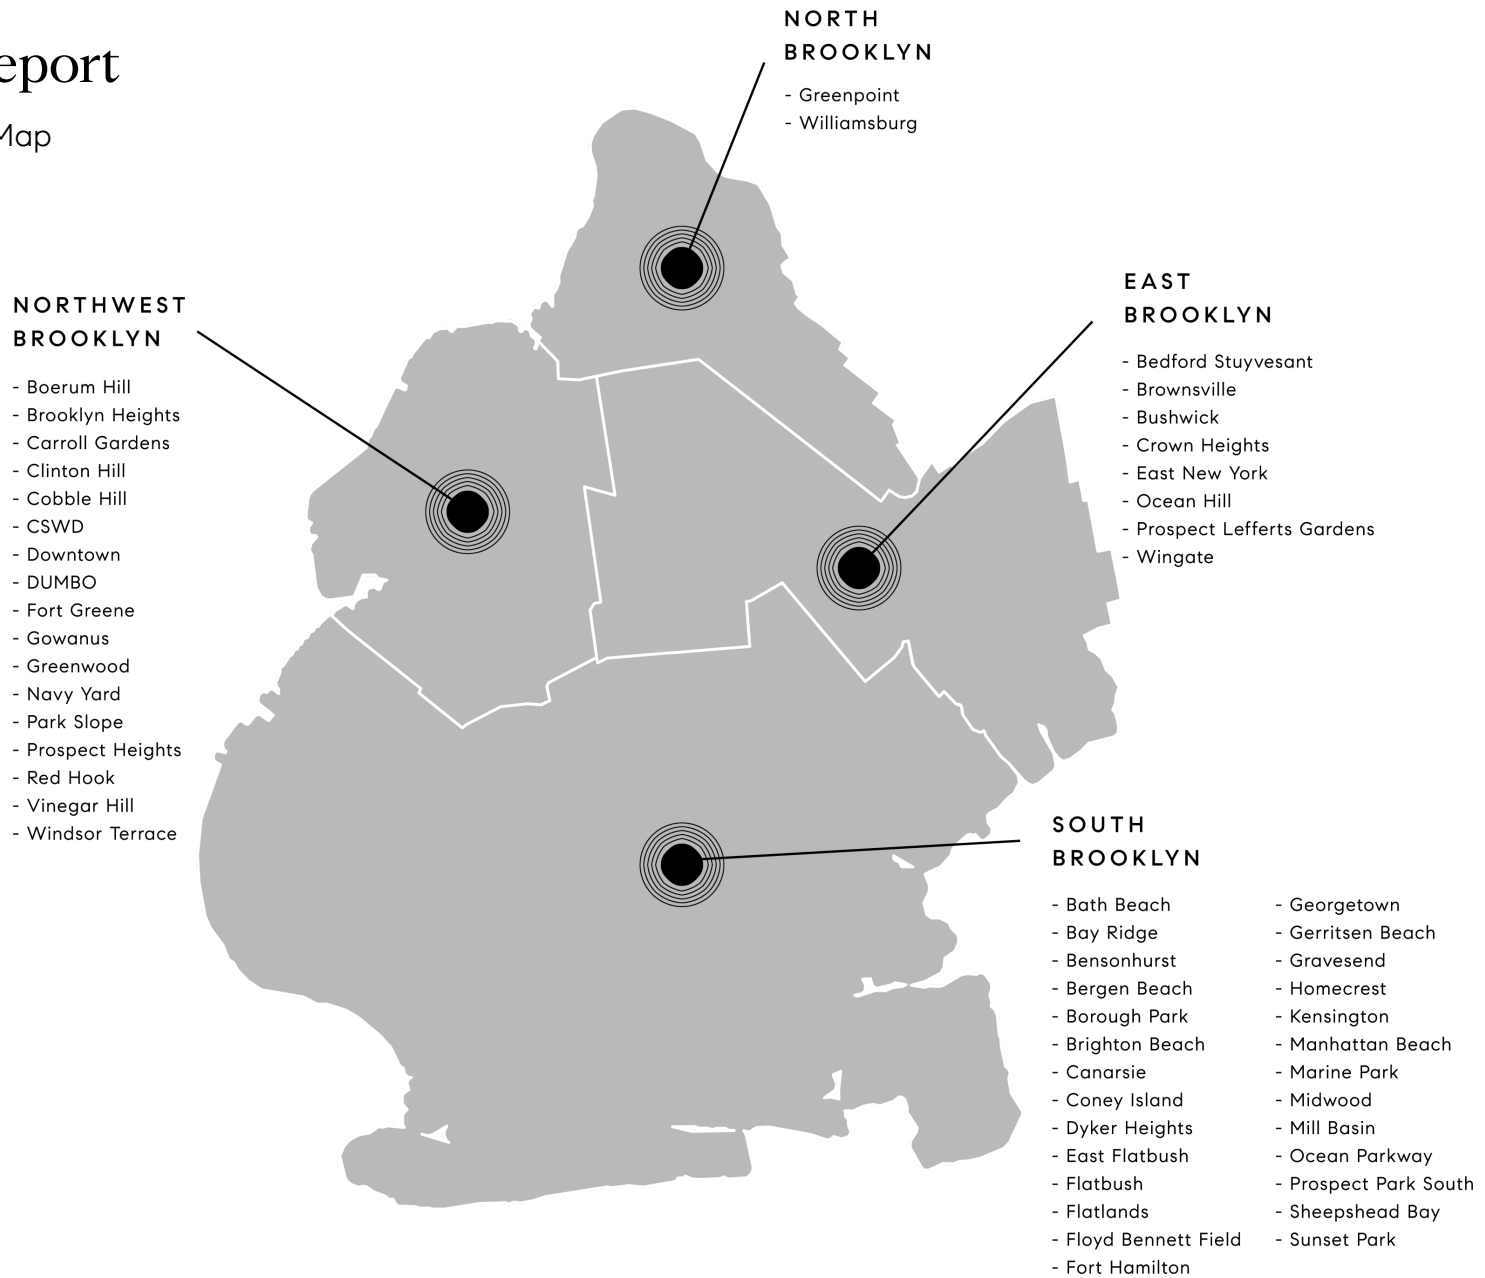 eport
Map
NORTH
BROOKLYN
- Greenpoint
- Williamsburg
NORTHWEST
BROOKLYN
- Boerum Hill
- Brooklyn Heights
- Carroll Gardens
- Clinton Hill
- Cobble Hill
- CSWD
- Downtown
- DUMBO
- Fort Greene
- Gowanus
- Greenwood
- Navy Yard
- Park Slope
- Prospect Heights
- Red Hook
- Vinegar Hill
- Windsor Terrace
EAST
BROOKLYN
- Bedford Stuyvesant
- Brownsville
- Bushwick
- Crown Heights
- East New York
- Ocean Hill
- Prospect Lefferts Gardens
- Wingate
SOUTH
BROOKLYN
- Bath Beach
- Bay Ridge
- Bensonhurst
- Bergen Beach
- Borough Park
- Brighton Beach
- Canarsie
- Coney Island
- Dyker Heights
- East Flatbush
- Flatbush
- Flatlands
- Floyd Bennett Field
- Fort Hamilton
- Georgetown
- Gerritsen Beach
- Gravesend
- Homecrest
- Kensington
- Manhattan Beach
- Marine Park
- Midwood
- Mill Basin
- Ocean Parkway
- Prospect Park South
- Sheepshead Bay
- Sunset Park